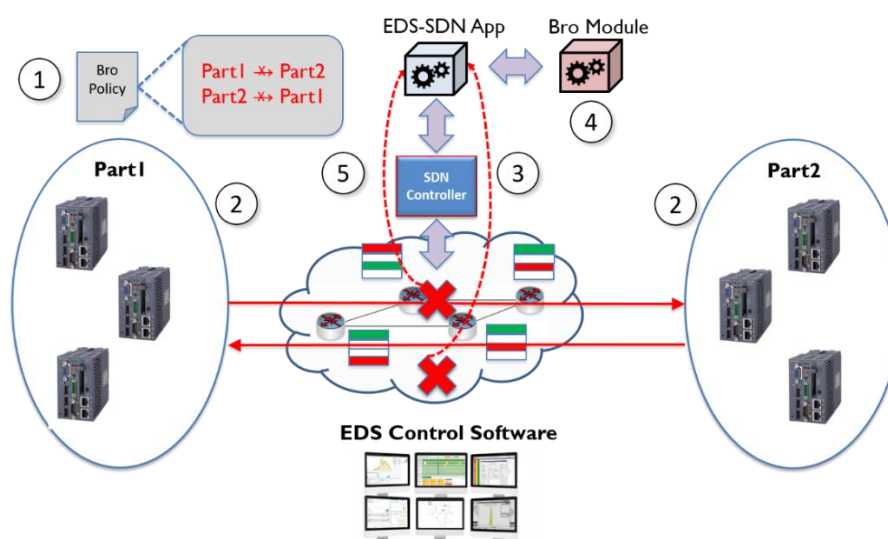 EDS-SDN App
Bro Module
1
Bro
Policy
Part1 ↛ Part2
Part2 ↛ Part1
4
Part1
5
SDN
Controller
3
Part2
2
2
EDS Control Software